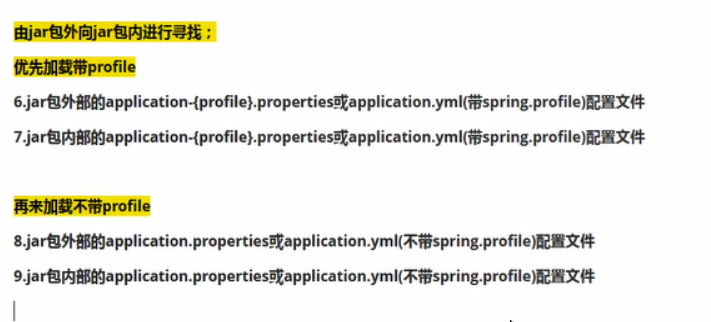 由jar包外向jar包内进行寻找；
优先加载带profile
6.jar包外部的application-{profile}.properties或application.yml(带spring.profile)配置文件
7.jar包内部的application-{profile}.properties或application.yml(带spring.profile)配置文件
再来加载不带profile
8.jar包外部的application.properties或application.yml(不带spring.profile)配置文件
9.jar包内部的application.properties或application.yml(不带spring.profile)配置文件